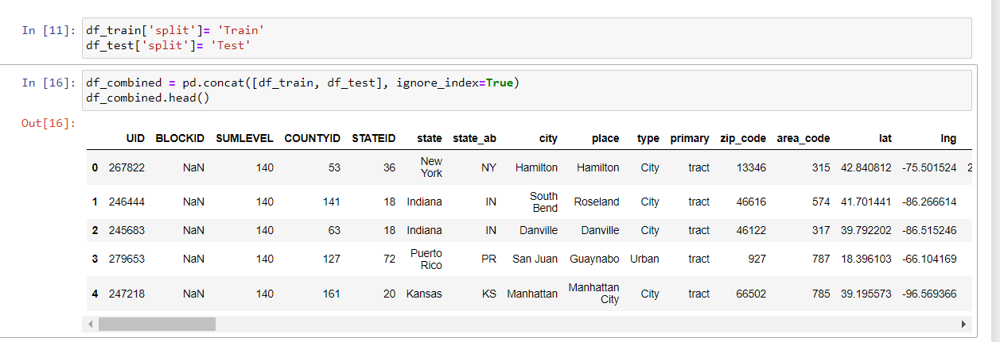 In [11]: df_train['split']= 'Train'
df_test['split']= 'Test'
In [16]: df_combined = pd.concat([df_train, df_test], ignore_index=True)
df_combined.head()
Out[16]:
UID BLOCKID SUMLEVEL COUNTYID STATEID state state_ab city place type primary zip_code area_code lat lng
0 267822 NaN 140 53 36 New York NY Hamilton Hamilton City tract 13346 315 42.840812 -75.501524 2
1 246444 NaN 140 141 18 Indiana IN South Bend Roseland City tract 46616 574 41.701441 -86.266614
2 245683 NaN 140 63 18 Indiana IN Danville Danville City tract 46122 317 39.792202 -86.515246
3 279653 NaN 140 127 72 Puerto Rico PR San Juan Guaynabo Urban tract 927 787 18.396103 -66.104169
4 247218 NaN 140 161 20 Kansas KS Manhattan Manhattan City City tract 66502 785 39.195573 -96.569366